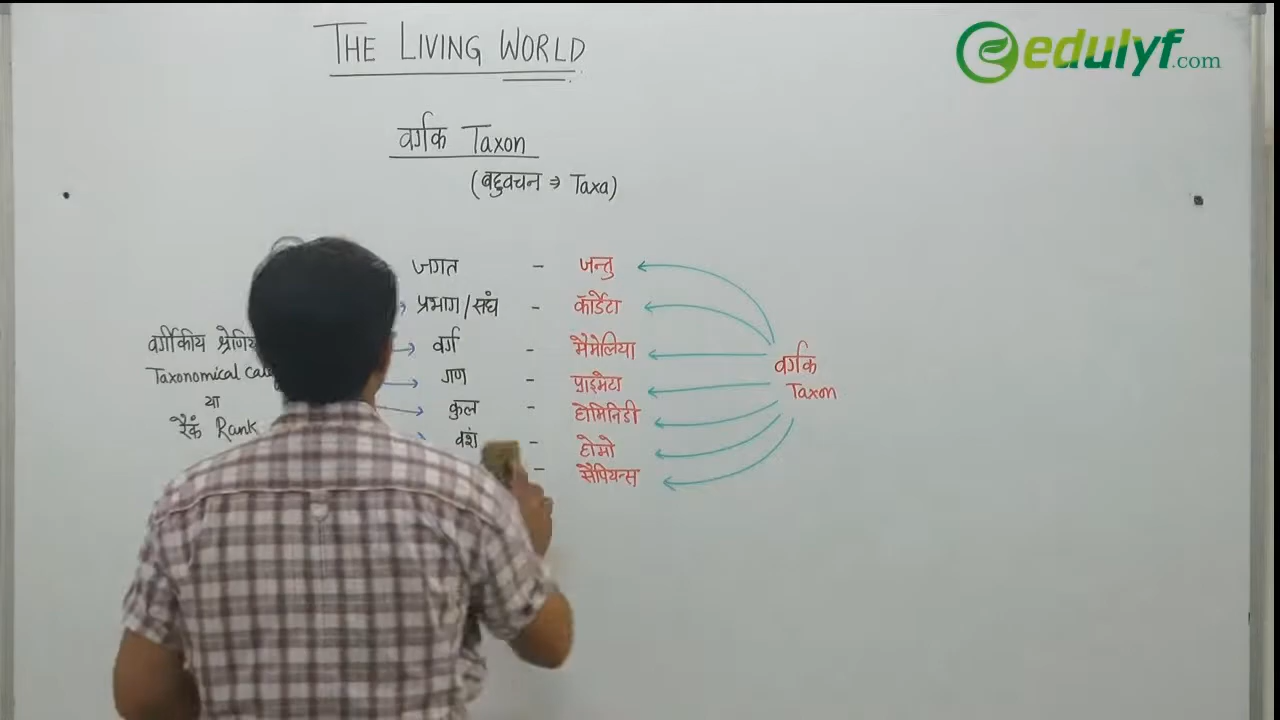 THE LIVING WORLD
edulyf.com
वर्गक Taxon
(बहुवचन ⇒ Taxa)
जगत - जन्तु
प्रभाग/संघ - कॉर्डेटा
वर्ग - मैमेलिया
गण - प्राइमेटा
कुल - होमिनिडी
वशं - होमो
- सैपियन्स
वर्गीकीय
Taxonomical
या
रैंक Rank
वर्गक
Taxon